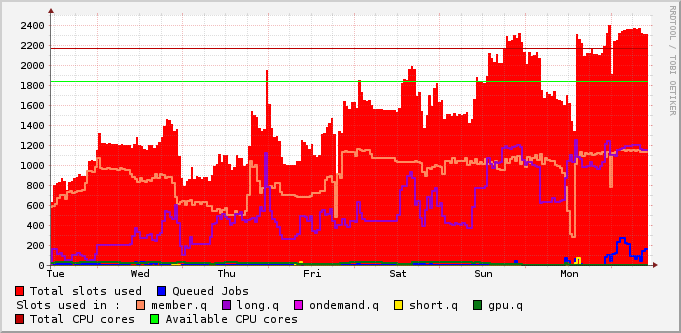 RRDTOOL / TOBI OETIKER
2400
2200
2000
1800
1600
1400
1200
1000
800
600
400
200
0
Tue Wed Thu Fri Sat Sun Mon
Total slots used Queued Jobs
Slots used in : member.q long.q ondemand.q short.q gpu.q
Total CPU cores Available CPU cores